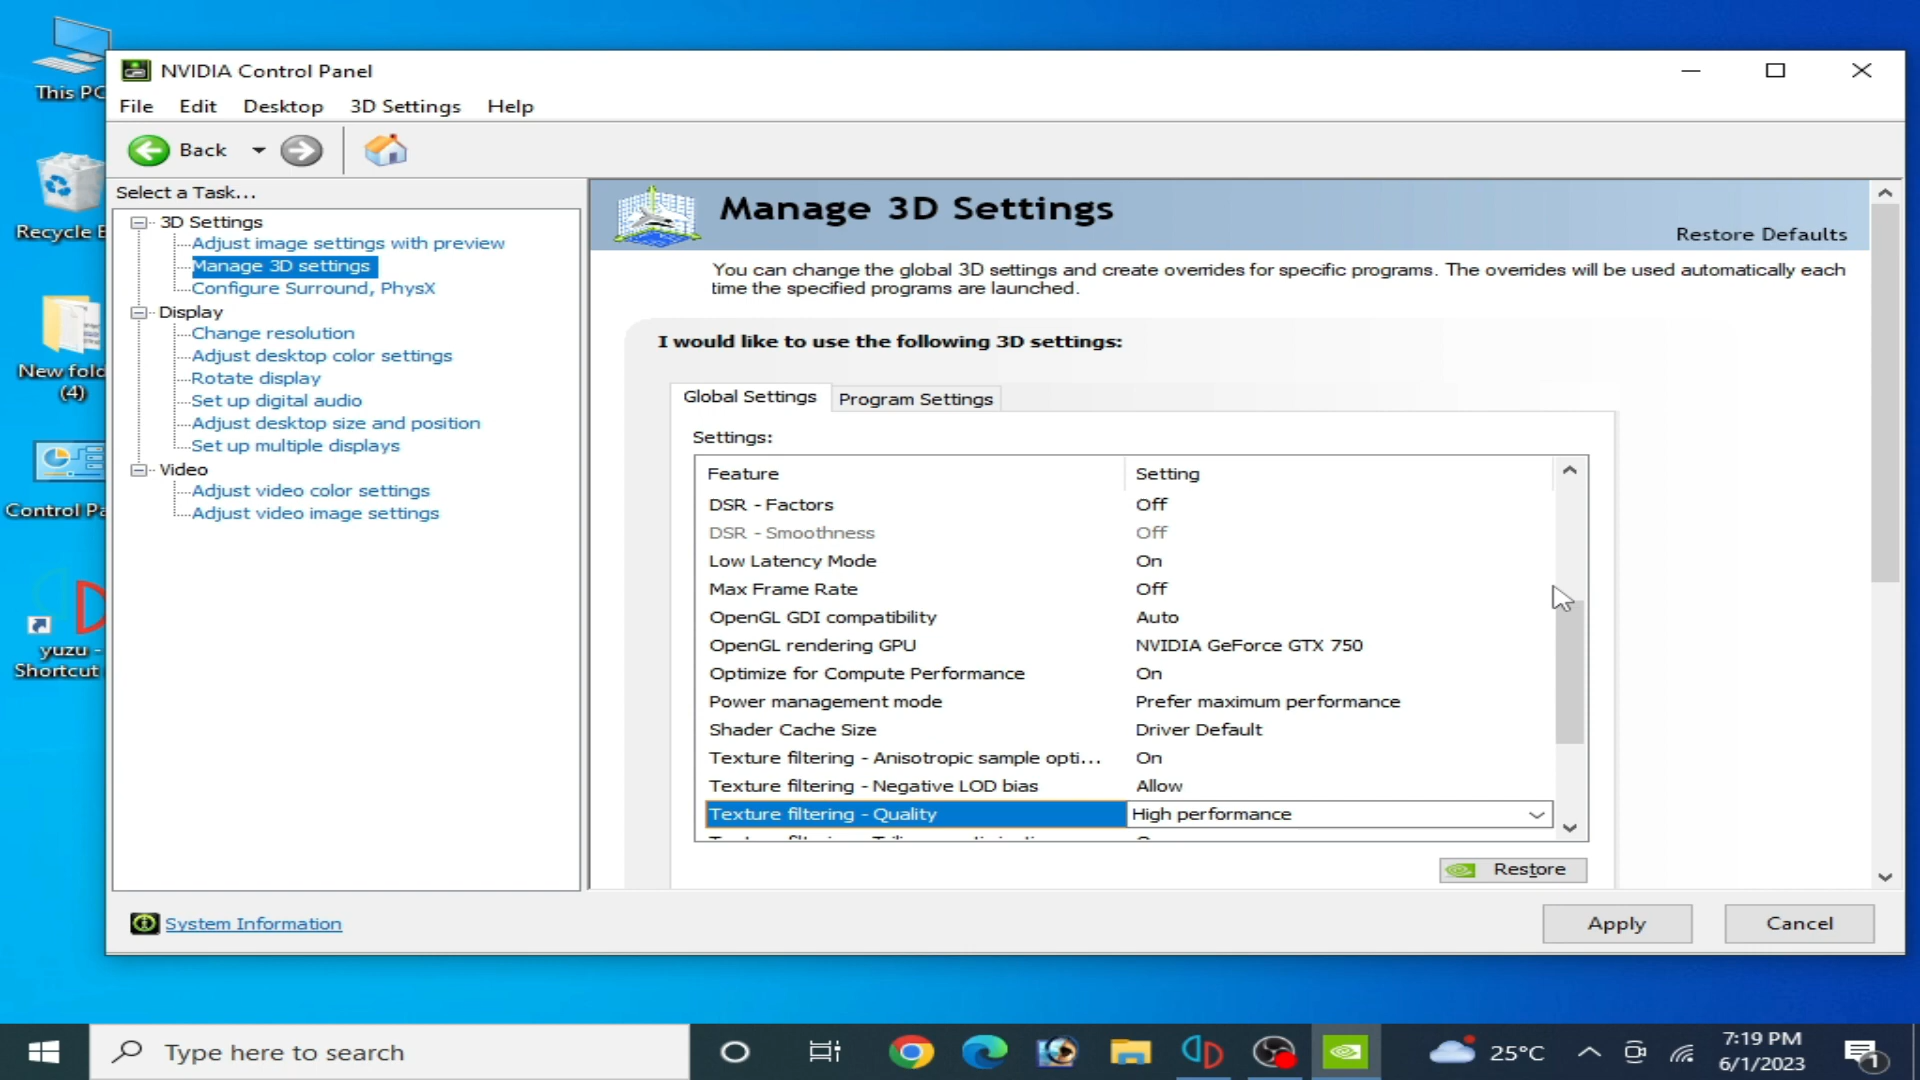 This PC
Recycle B
New fold
(4)
Control Pa
yuzu -
Shortcut
NVIDIA Control Panel
File Edit Desktop 3D Settings Help
Back
Select a Task...
3D Settings
Adjust image settings with preview
Manage 3D settings
Configure Surround, PhysX
Display
Change resolution
Adjust desktop color settings
Rotate display
Set up digital audio
Adjust desktop size and position
Set up multiple displays
Video
Adjust video color settings
Adjust video image settings
System Information
Manage 3D Settings
Restore Defaults
You can change the global 3D settings and create overrides for specific programs. The overrides will be used automatically each
time the specified programs are launched.
I would like to use the following 3D settings:
Global Settings Program Settings
Settings:
Feature Setting
DSR - Factors Off
DSR - Smoothness Off
Low Latency Mode On
Max Frame Rate Off
OpenGL GDI compatibility Auto
OpenGL rendering GPU NVIDIA GeForce GTX 750
Optimize for Compute Performance On
Power management mode Prefer maximum performance
Shader Cache Size Driver Default
Texture filtering - Anisotropic sample opti... On
Texture filtering - Negative LOD bias Allow
Texture filtering - Quality High performance
Restore
Apply Cancel
Type here to search
25°C
7:19 PM
6/1/2023
1